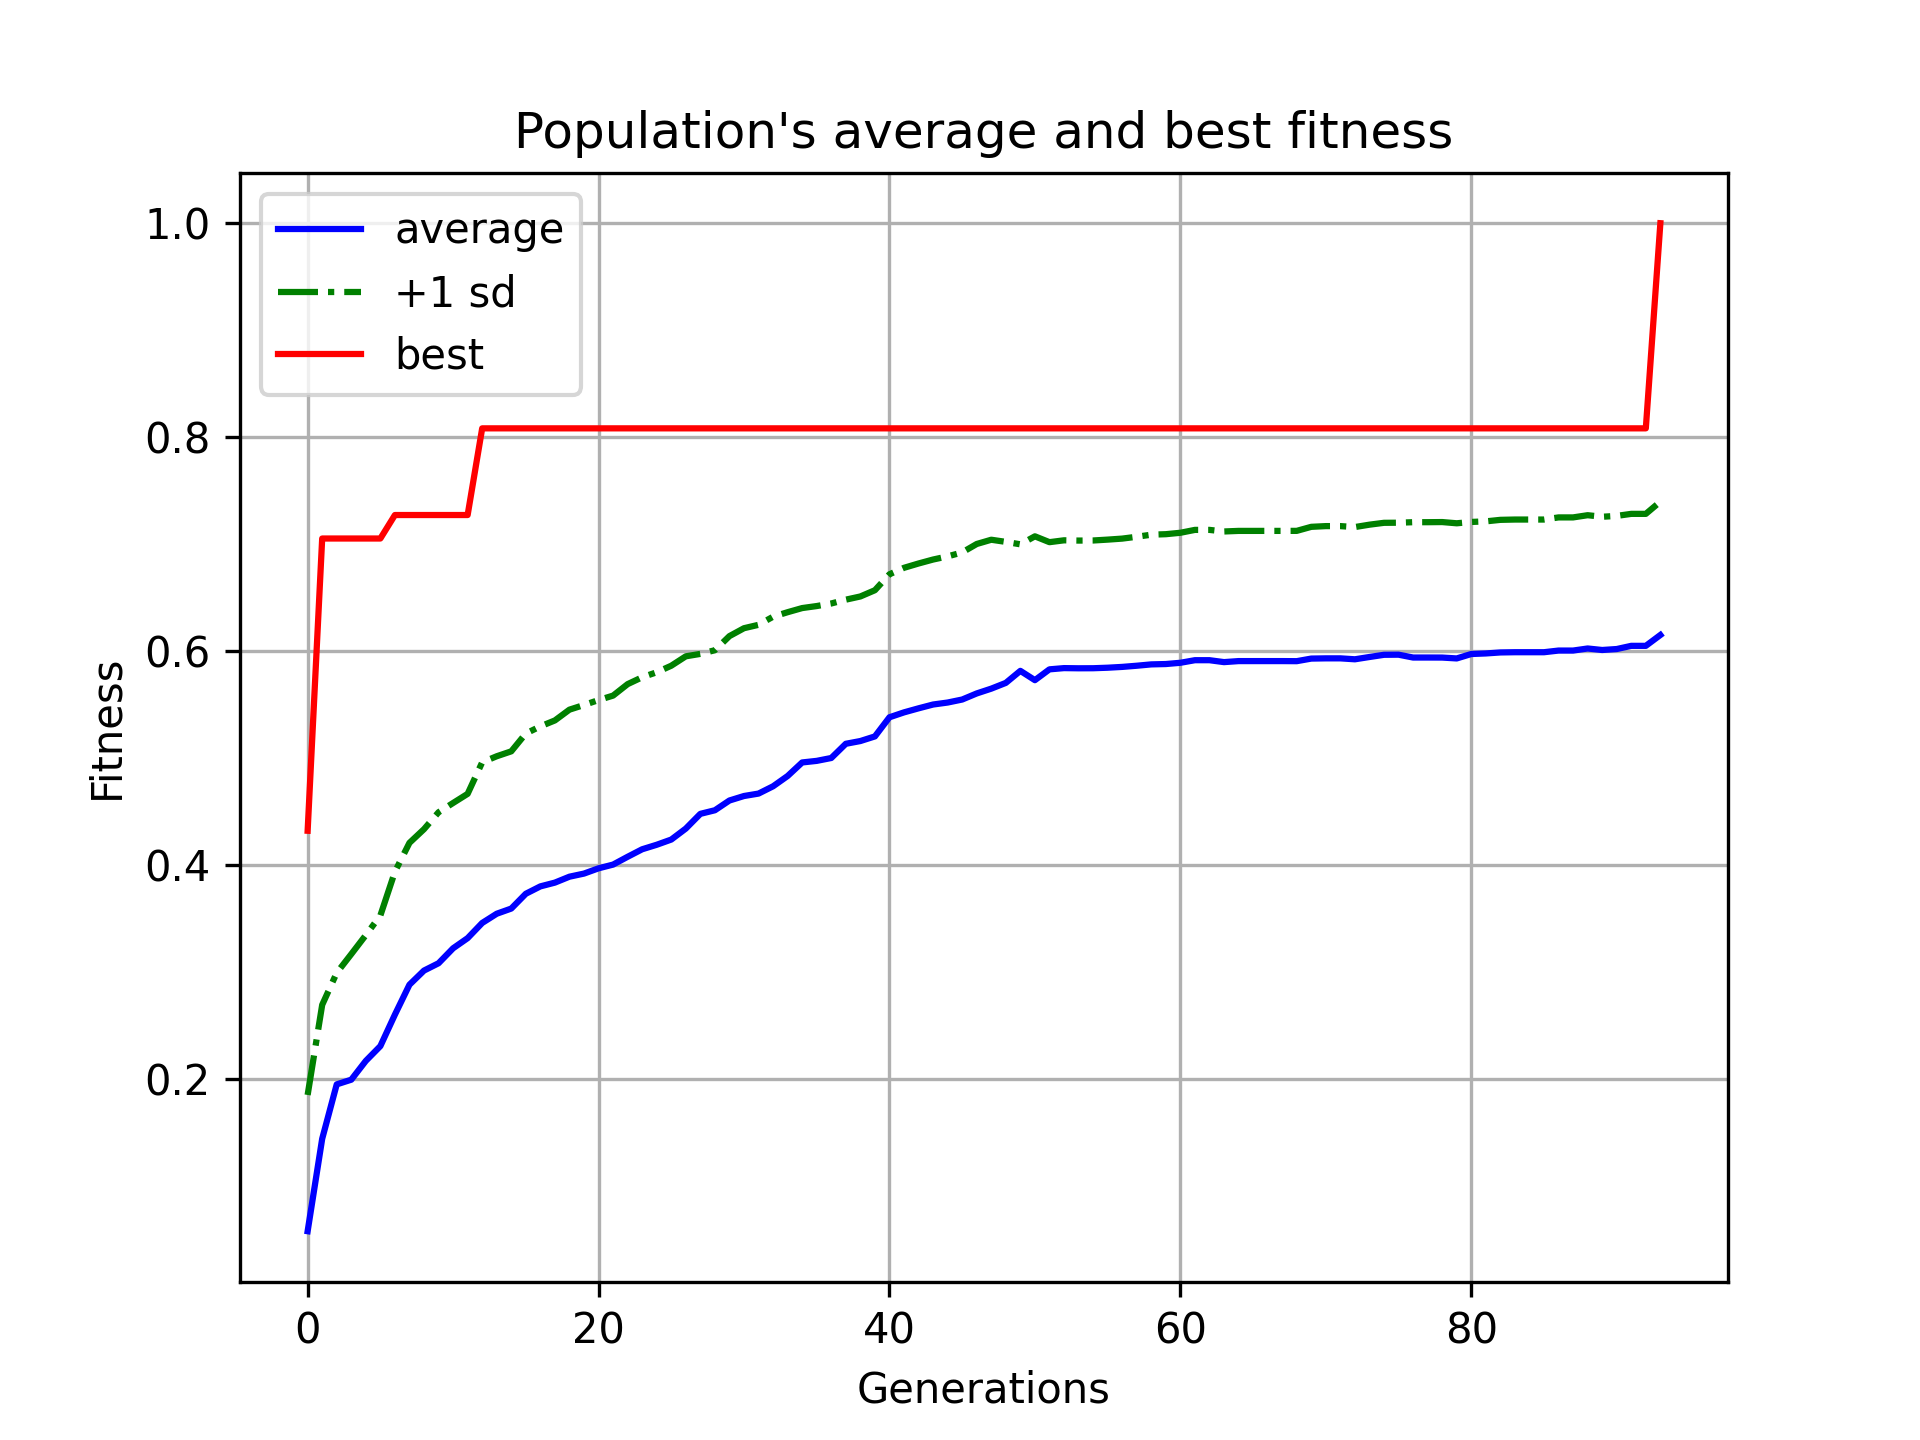 Population's average and best fitness
average
+1 sd
best
1.0
0.8
0.6
0.4
0.2
Fitness
0 20 40 60 80
Generations